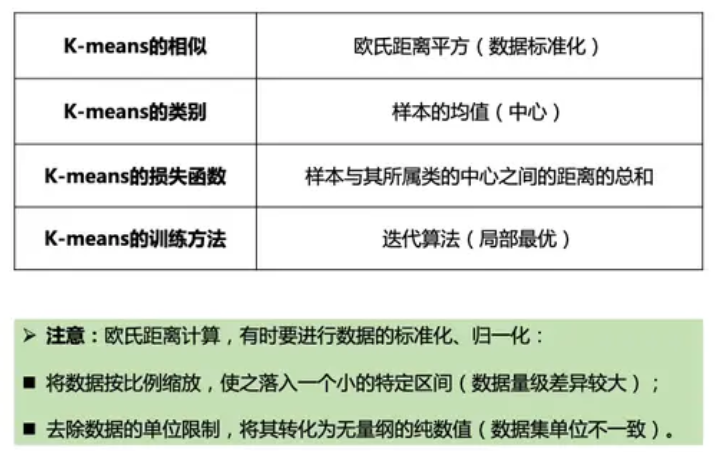 K-means的相似 欧氏距离平方（数据标准化）
K-means的类别 样本的均值（中心）
K-means的损失函数 样本与其所属类的中心之间的距离的总和
K-means的训练方法 迭代算法（局部最优）
➢ 注意：欧氏距离计算，有时要进行数据的标准化、归一化：
■ 将数据按比例缩放，使之落入一个小的特定区间（数据量级差异较大）；
■ 去除数据的单位限制，将其转化为无量纲的纯数值（数据集单位不一致）。